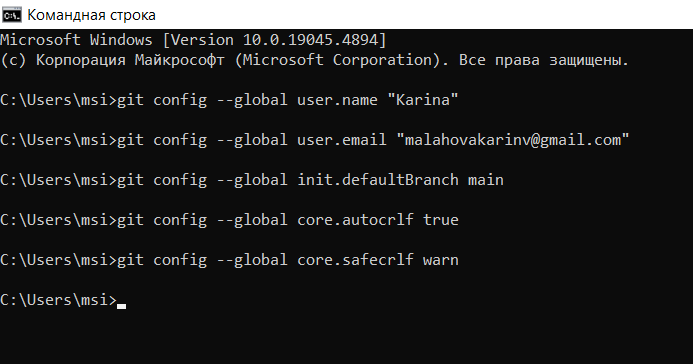 Командная строка
Microsoft Windows [Version 10.0.19045.4894]
(c) Корпорация Майкрософт (Microsoft Corporation). Все права защищены.
C:\Users\msi>git config --global user.name "Karina"
C:\Users\msi>git config --global user.email "malahovakarinv@gmail.com"
C:\Users\msi>git config --global init.defaultBranch main
C:\Users\msi>git config --global core.autocrlf true
C:\Users\msi>git config --global core.safecrlf warn
C:\Users\msi>